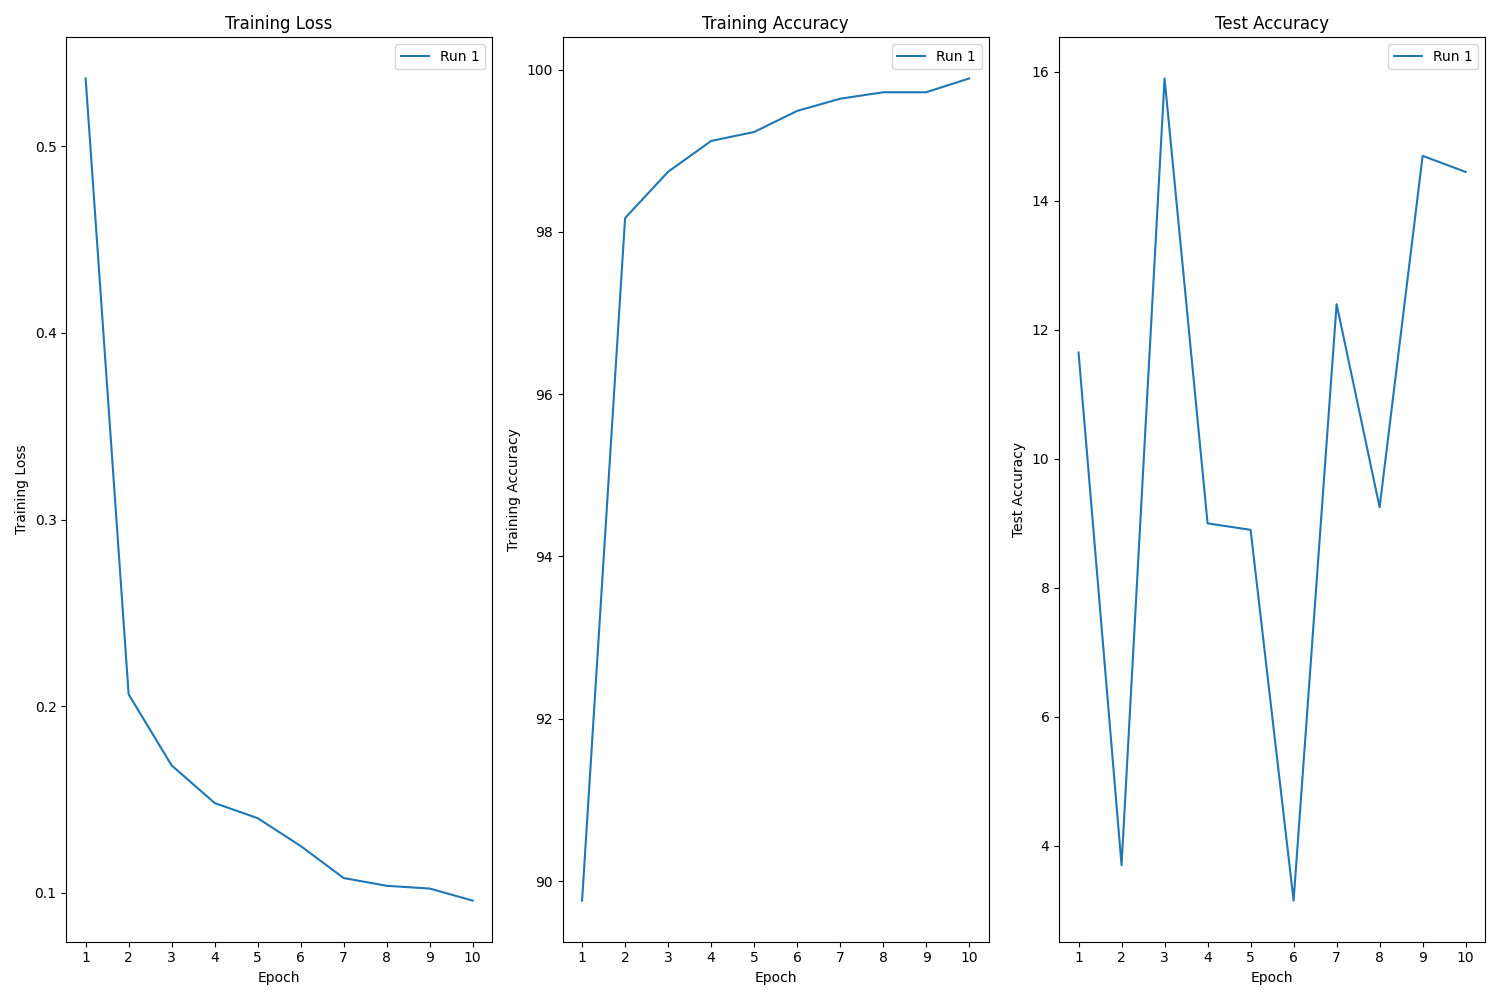 Training Loss
Run 1
0.5
0.4
0.3
0.2
0.1
Training Loss
1 2 3 4 5 6 7 8 9 10
Epoch
Training Accuracy
Run 1
100
98
96
94
92
90
Training Accuracy
1 2 3 4 5 6 7 8 9 10
Epoch
Test Accuracy
Run 1
16
14
12
10
8
6
4
Test Accuracy
1 2 3 4 5 6 7 8 9 10
Epoch